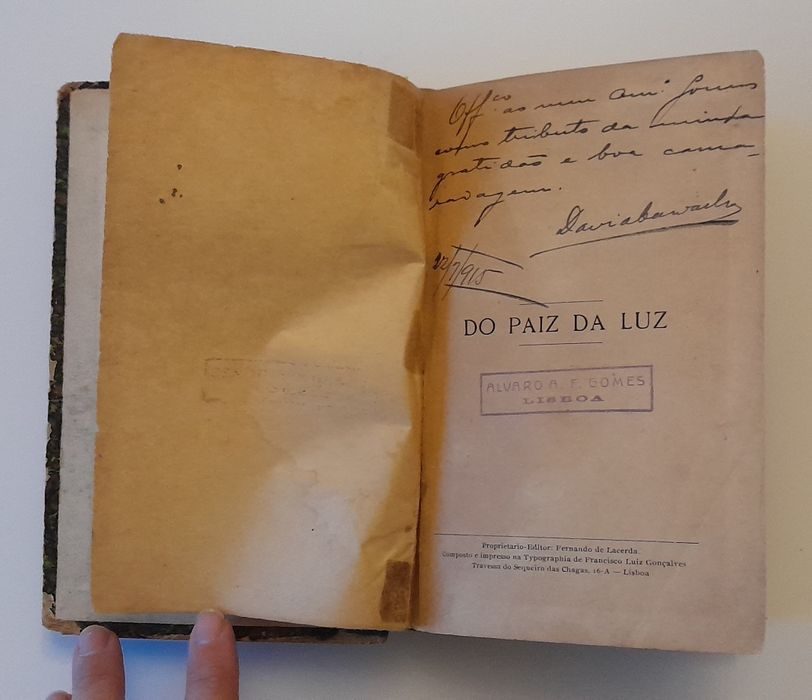 Off.co ao meu Am.º Gomes
como tributo da minha
gratidão e boa cama-
radagem.
David Carvalho
22/7/915
DO PAIZ DA LUZ
ALVARO A. F. GOMES
LISBOA
Proprietario-Editor: Fernando de Lacerda.
Composto e impresso na Typographia de Francisco Luiz Gonçalves
Travessa do Sequeiro das Chagas, 16-A — Lisboa